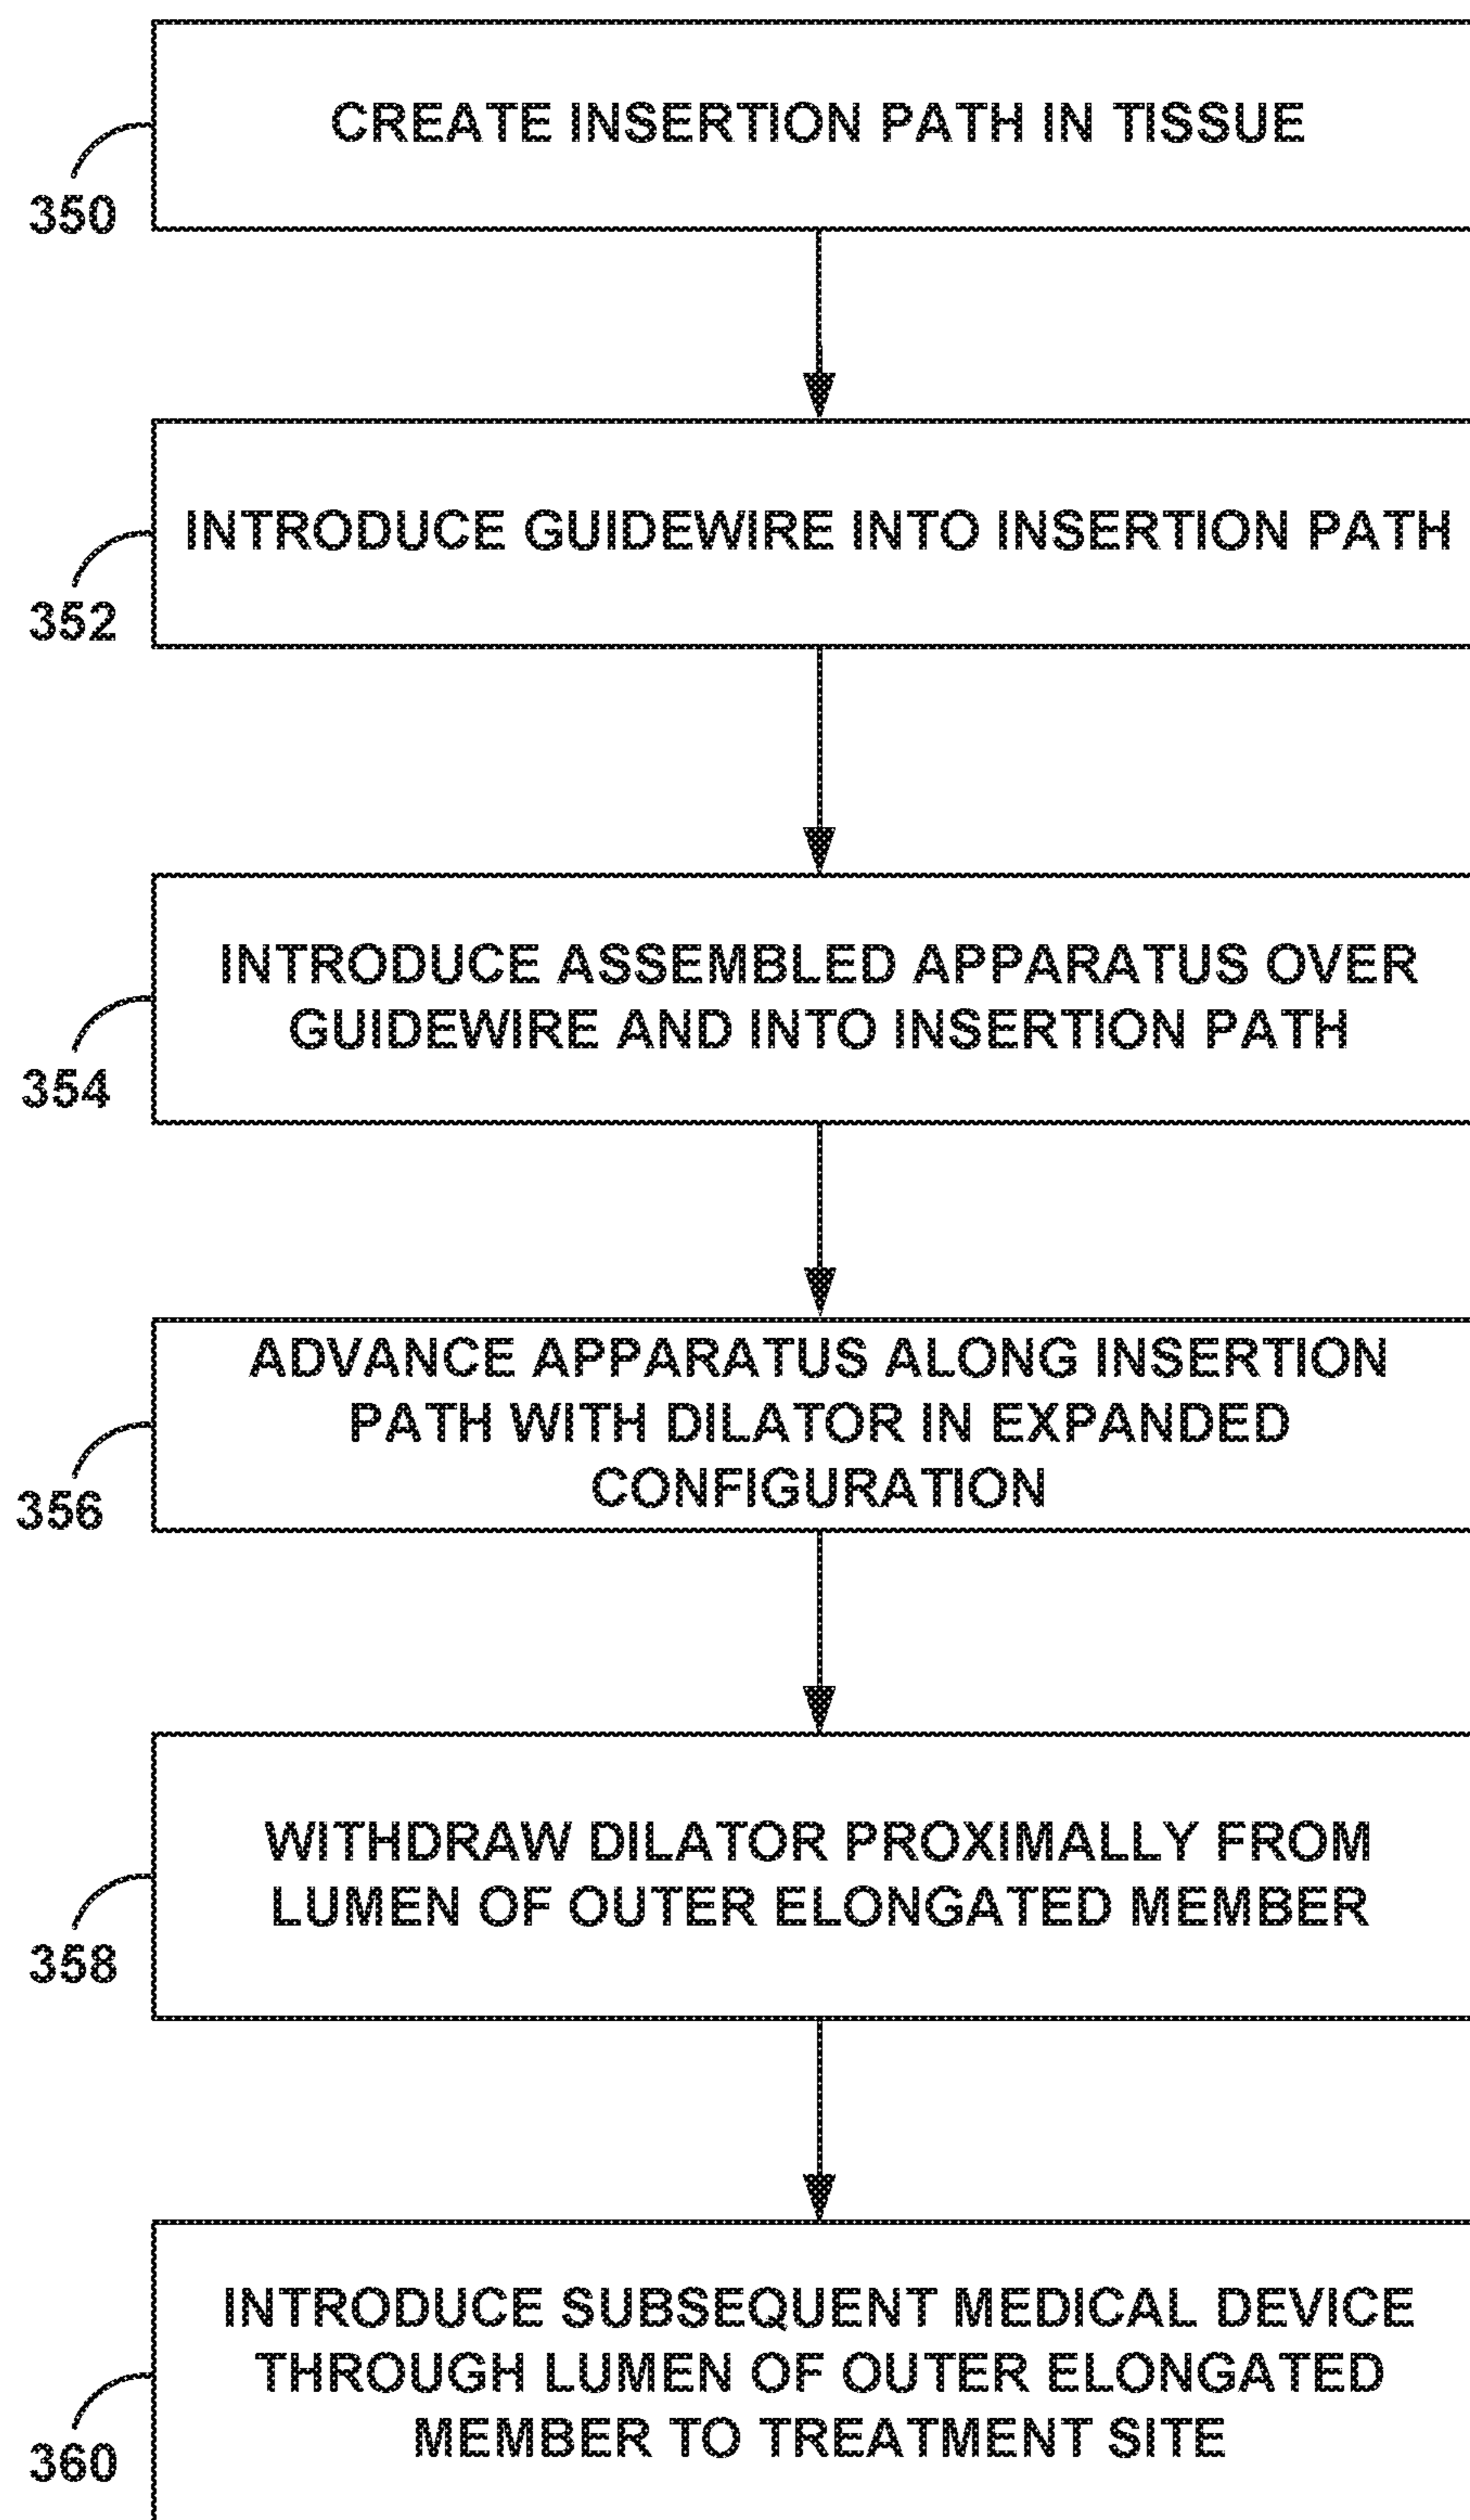 CREATE INSERTION PATH IN TISSUE
350
INTRODUCE GUIDEWIRE INTO INSERTION PATH
352
INTRODUCE ASSEMBLED APPARATUS OVER
GUIDEWIRE AND INTO INSERTION PATH
354
ADVANCE APPARATUS ALONG INSERTION
PATH WITH DILATOR IN EXPANDED
CONFIGURATION
356
WITHDRAW DILATOR PROXIMALLY FROM
LUMEN OF OUTER ELONGATED MEMBER
358
INTRODUCE SUBSEQUENT MEDICAL DEVICE
THROUGH LUMEN OF OUTER ELONGATED
MEMBER TO TREATMENT SITE
360